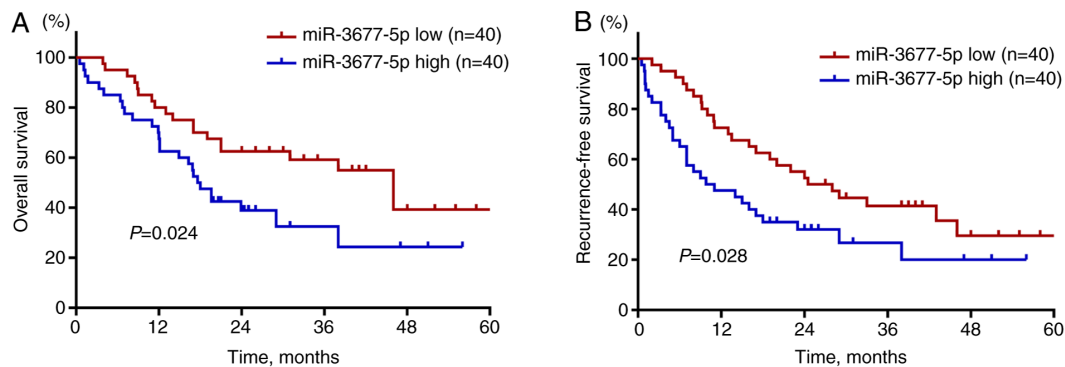 A (%)
miR-3677-5p low (n=40)
miR-3677-5p high (n=40)
100
80
60
40
20
0
Overall survival
P=0.024
0 12 24 36 48 60
Time, months
B (%)
miR-3677-5p low (n=40)
miR-3677-5p high (n=40)
100
80
60
40
20
0
Recurrence-free survival
P=0.028
0 12 24 36 48 60
Time, months